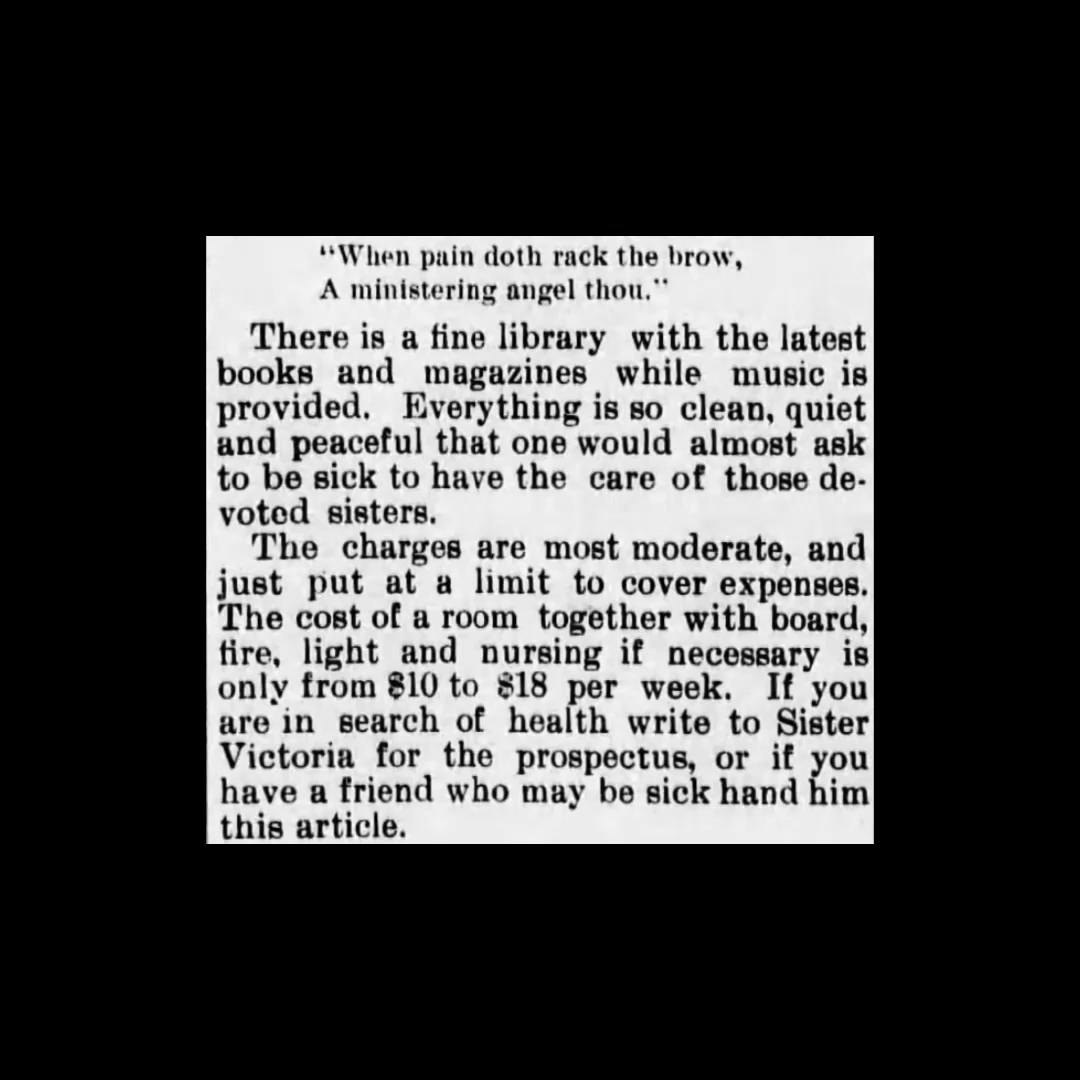 "When pain doth rack the brow,
A ministering angel thou."
There is a fine library with the latest
books and magazines while music is
provided. Everything is so clean, quiet
and peaceful that one would almost ask
to be sick to have the care of those de-
voted sisters.
The charges are most moderate, and
just put at a limit to cover expenses.
The cost of a room together with board,
fire, light and nursing if necessary is
only from $10 to $18 per week. If you
are in search of health write to Sister
Victoria for the prospectus, or if you
have a friend who may be sick hand him
this article.